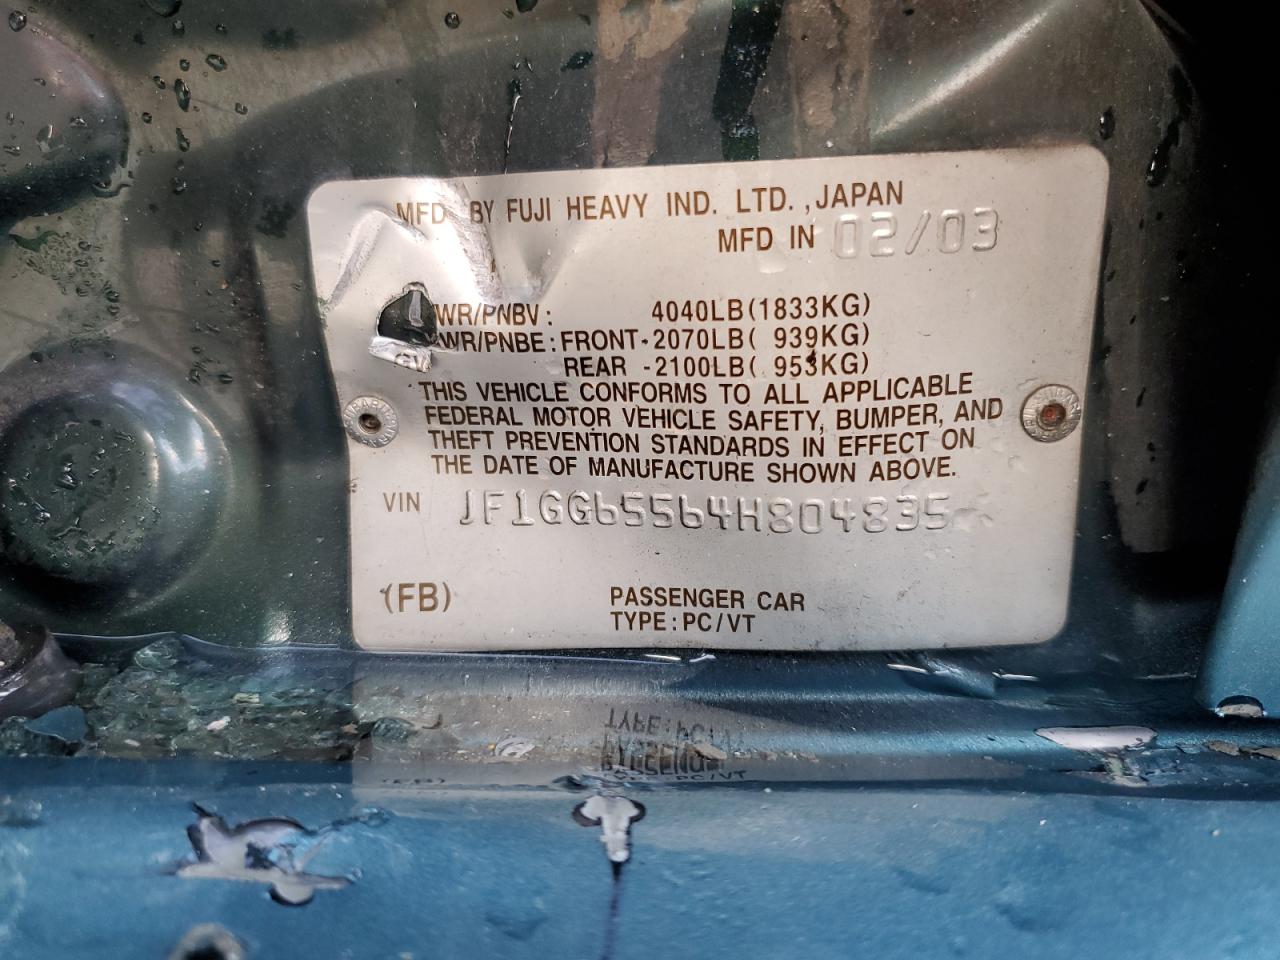 MFD BY FUJI HEAVY IND. LTD., JAPAN
MFD IN 02/03
WR/PNBV: 4040LB(1833KG)
WR/PNBE: FRONT-2070LB( 939KG)
GV REAR -2100LB( 953KG)
THIS VEHICLE CONFORMS TO ALL APPLICABLE
FEDERAL MOTOR VEHICLE SAFETY, BUMPER, AND
THEFT PREVENTION STANDARDS IN EFFECT ON
THE DATE OF MANUFACTURE SHOWN ABOVE.
VIN JF1GG65564H804835
(FB) PASSENGER CAR
TYPE: PC/VT